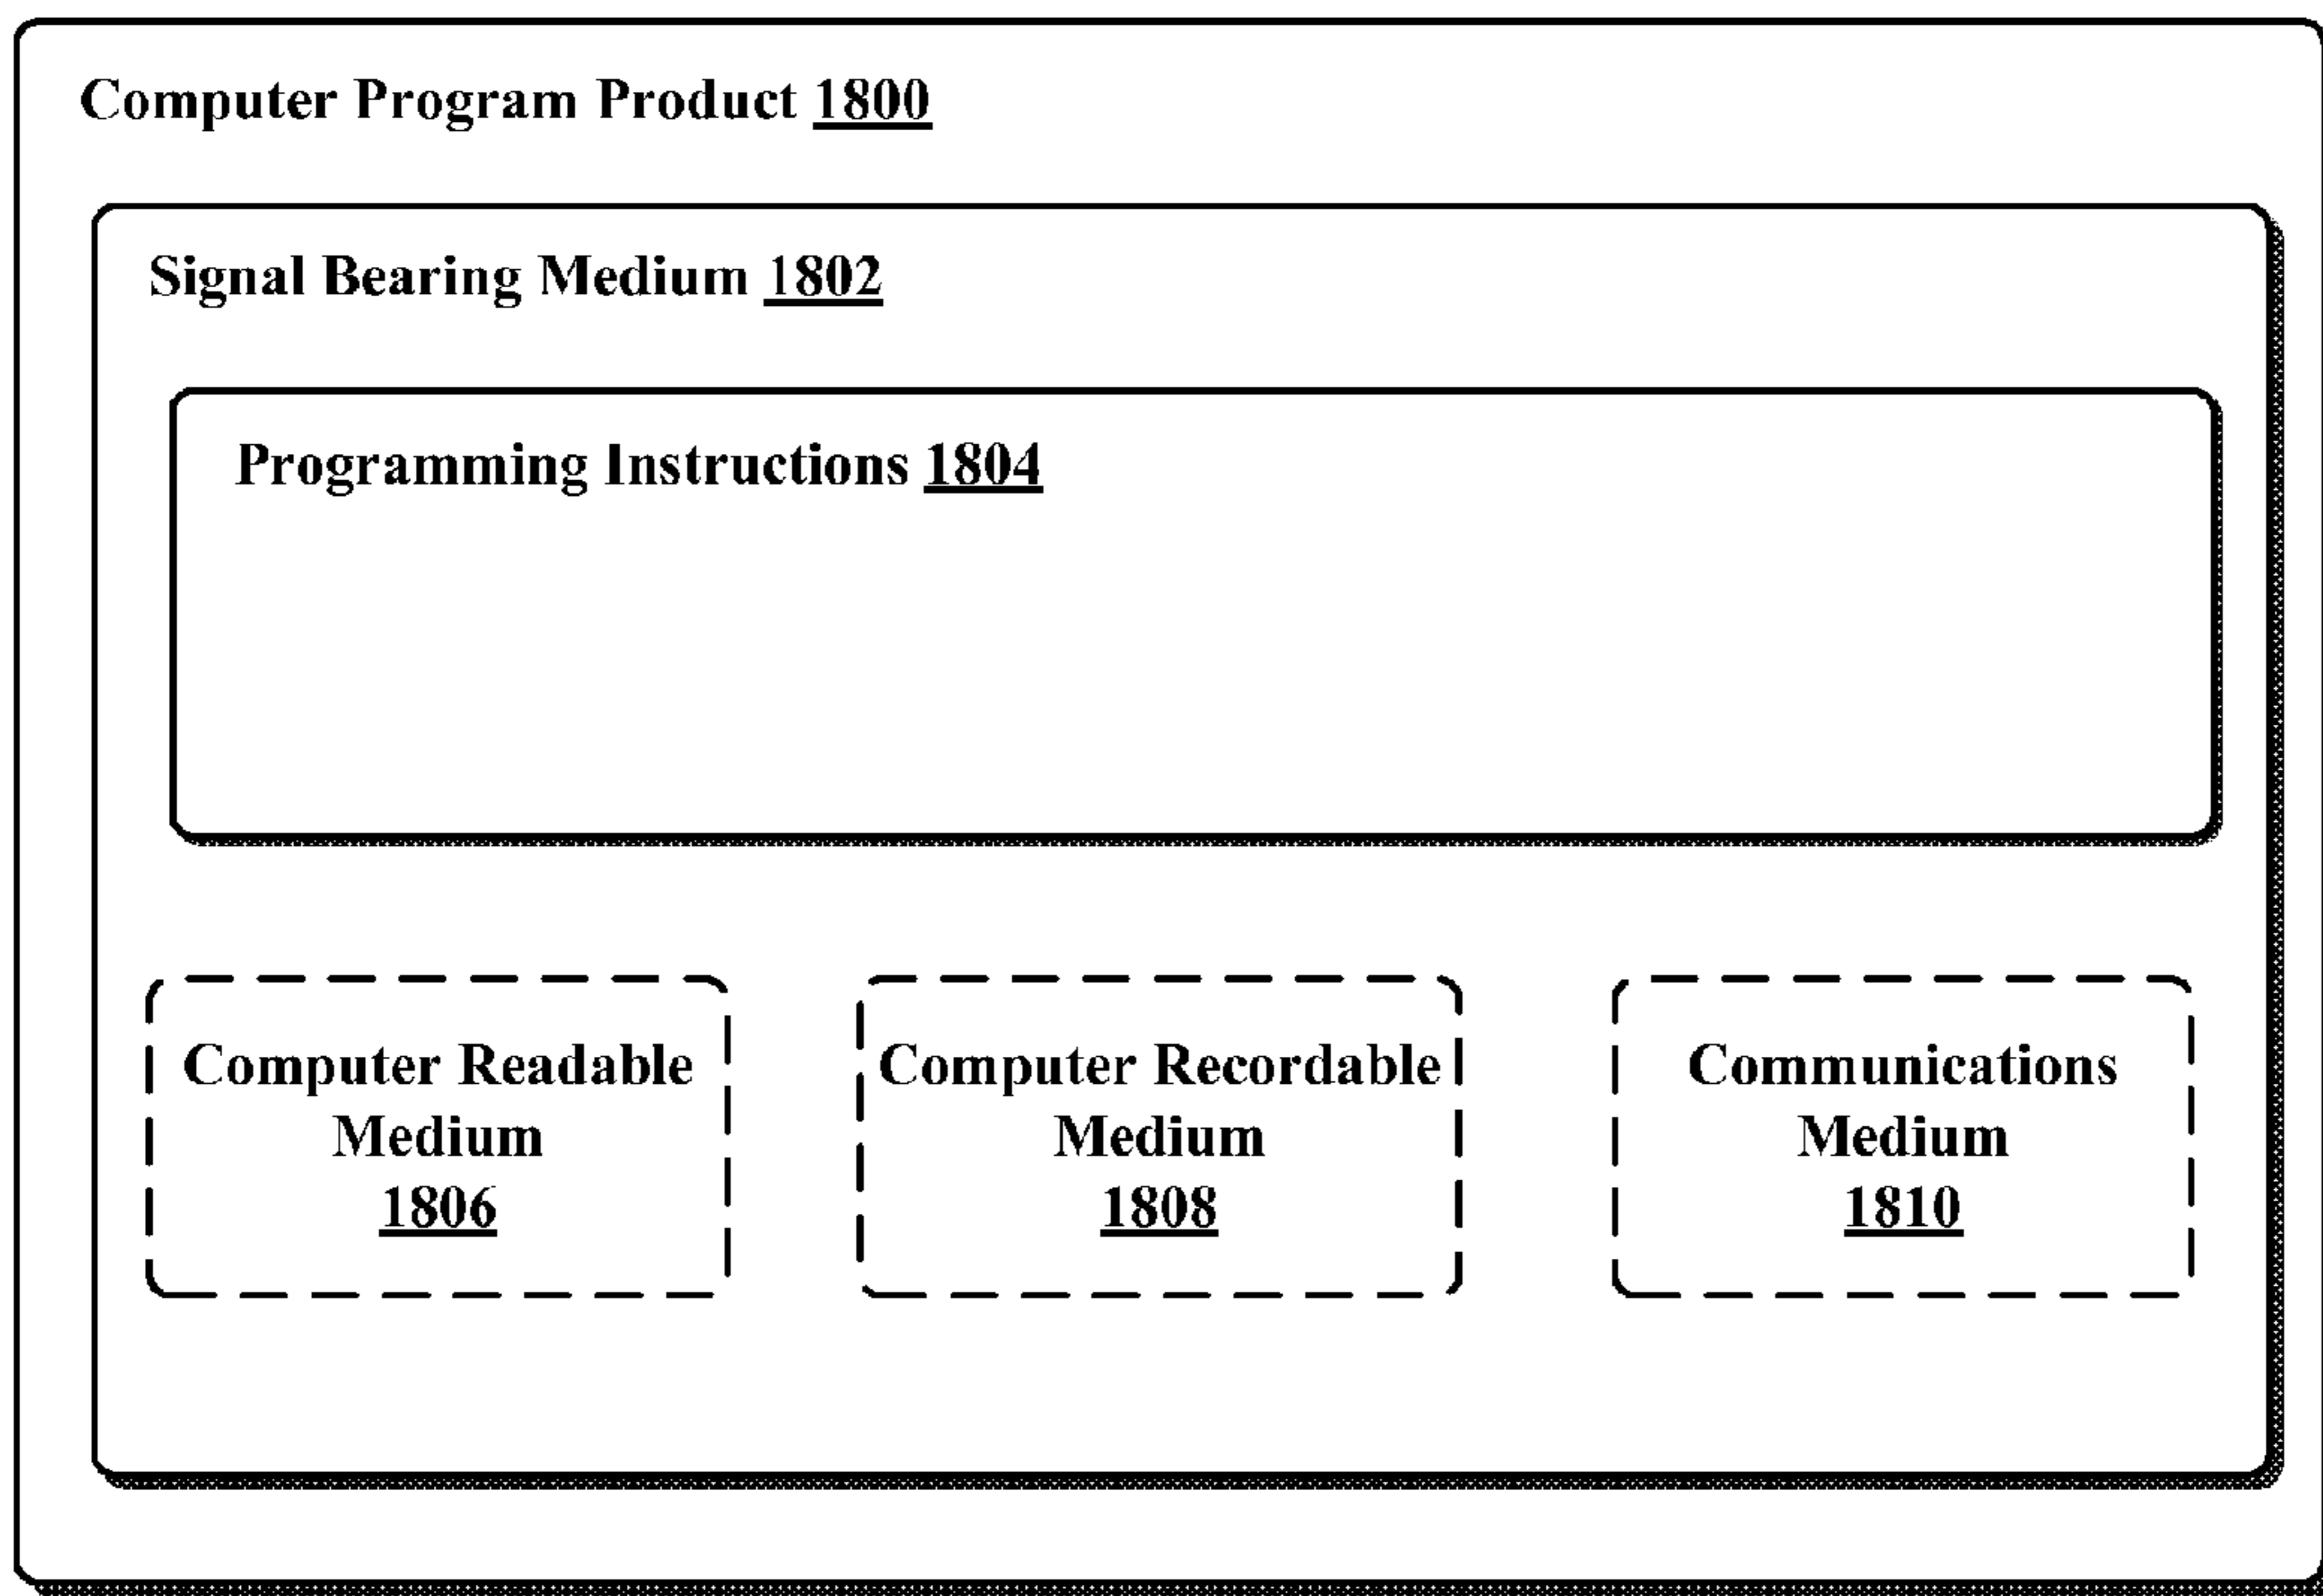 Computer Program Product 1800
Signal Bearing Medium 1802
Programming Instructions 1804
Computer Readable
Medium
1806
Computer Recordable
Medium
1808
Communications
Medium
1810